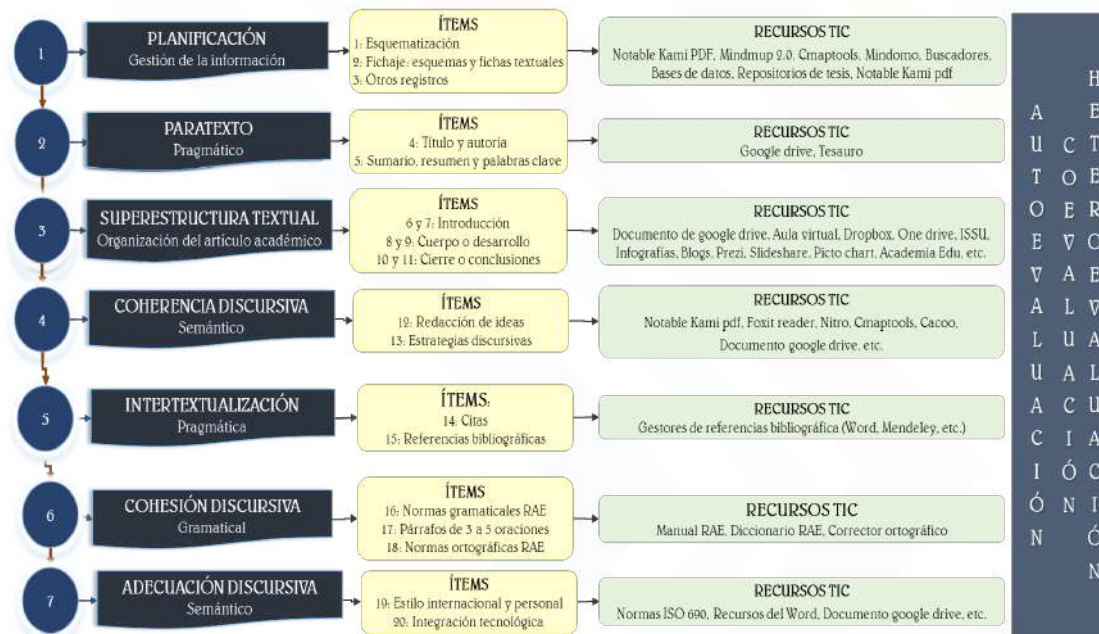 1
PLANIFICACIÓN
Gestión de la información
ÍTEMS
1: Esquematización
2: Fichaje: esquemas y fichas textuales
3: Otros registros
RECURSOS TIC
Notable Kami PDF, Mindmup 2.0, Cmaptools, Mindomo, Buscadores,
Bases de datos, Repositorios de tesis, Notable Kami pdf
2
PARATEXTO
Pragmático
ÍTEMS
4: Título y autoría
5: Sumario, resumen y palabras clave
RECURSOS TIC
Google drive, Tesauro
3
SUPERESTRUCTURA TEXTUAL
Organización del artículo académico
ÍTEMS
6 y 7: Introducción
8 y 9: Cuerpo o desarrollo
10 y 11: Cierre o conclusiones
RECURSOS TIC
Documento de google drive, Aula virtual, Dropbox, One drive, ISSU,
Infografías, Blogs, Prezi, Slideshare, Picto chart, Academia Edu, etc.
4
COHERENCIA DISCURSIVA
Semántico
ÍTEMS
12: Redacción de ideas
13: Estrategias discursivas
RECURSOS TIC
Notable Kami pdf, Foxit reader, Nitro, Cmaptools, Cacoo,
Documento google drive, etc.
5
INTERTEXTUALIZACIÓN
Pragmática
ÍTEMS:
14: Citas
15: Referencias bibliográficas
RECURSOS TIC
Gestores de referencias bibliográfica (Word, Mendeley, etc.)
6
COHESIÓN DISCURSIVA
Gramatical
ÍTEMS
16: Normas gramaticales RAE
17: Párrafos de 3 a 5 oraciones
18: Normas ortográficas RAE
RECURSOS TIC
Manual RAE, Diccionario RAE, Corrector ortográfico
7
ADECUACIÓN DISCURSIVA
Semántico
ÍTEMS
19: Estilo internacional y personal
20: Integración tecnológica
RECURSOS TIC
Normas ISO 690, Recursos del Word, Documento google drive, etc.
AUTOEVALUACIÓN
COEVALUACIÓN
HETEROEVALUACIÓN